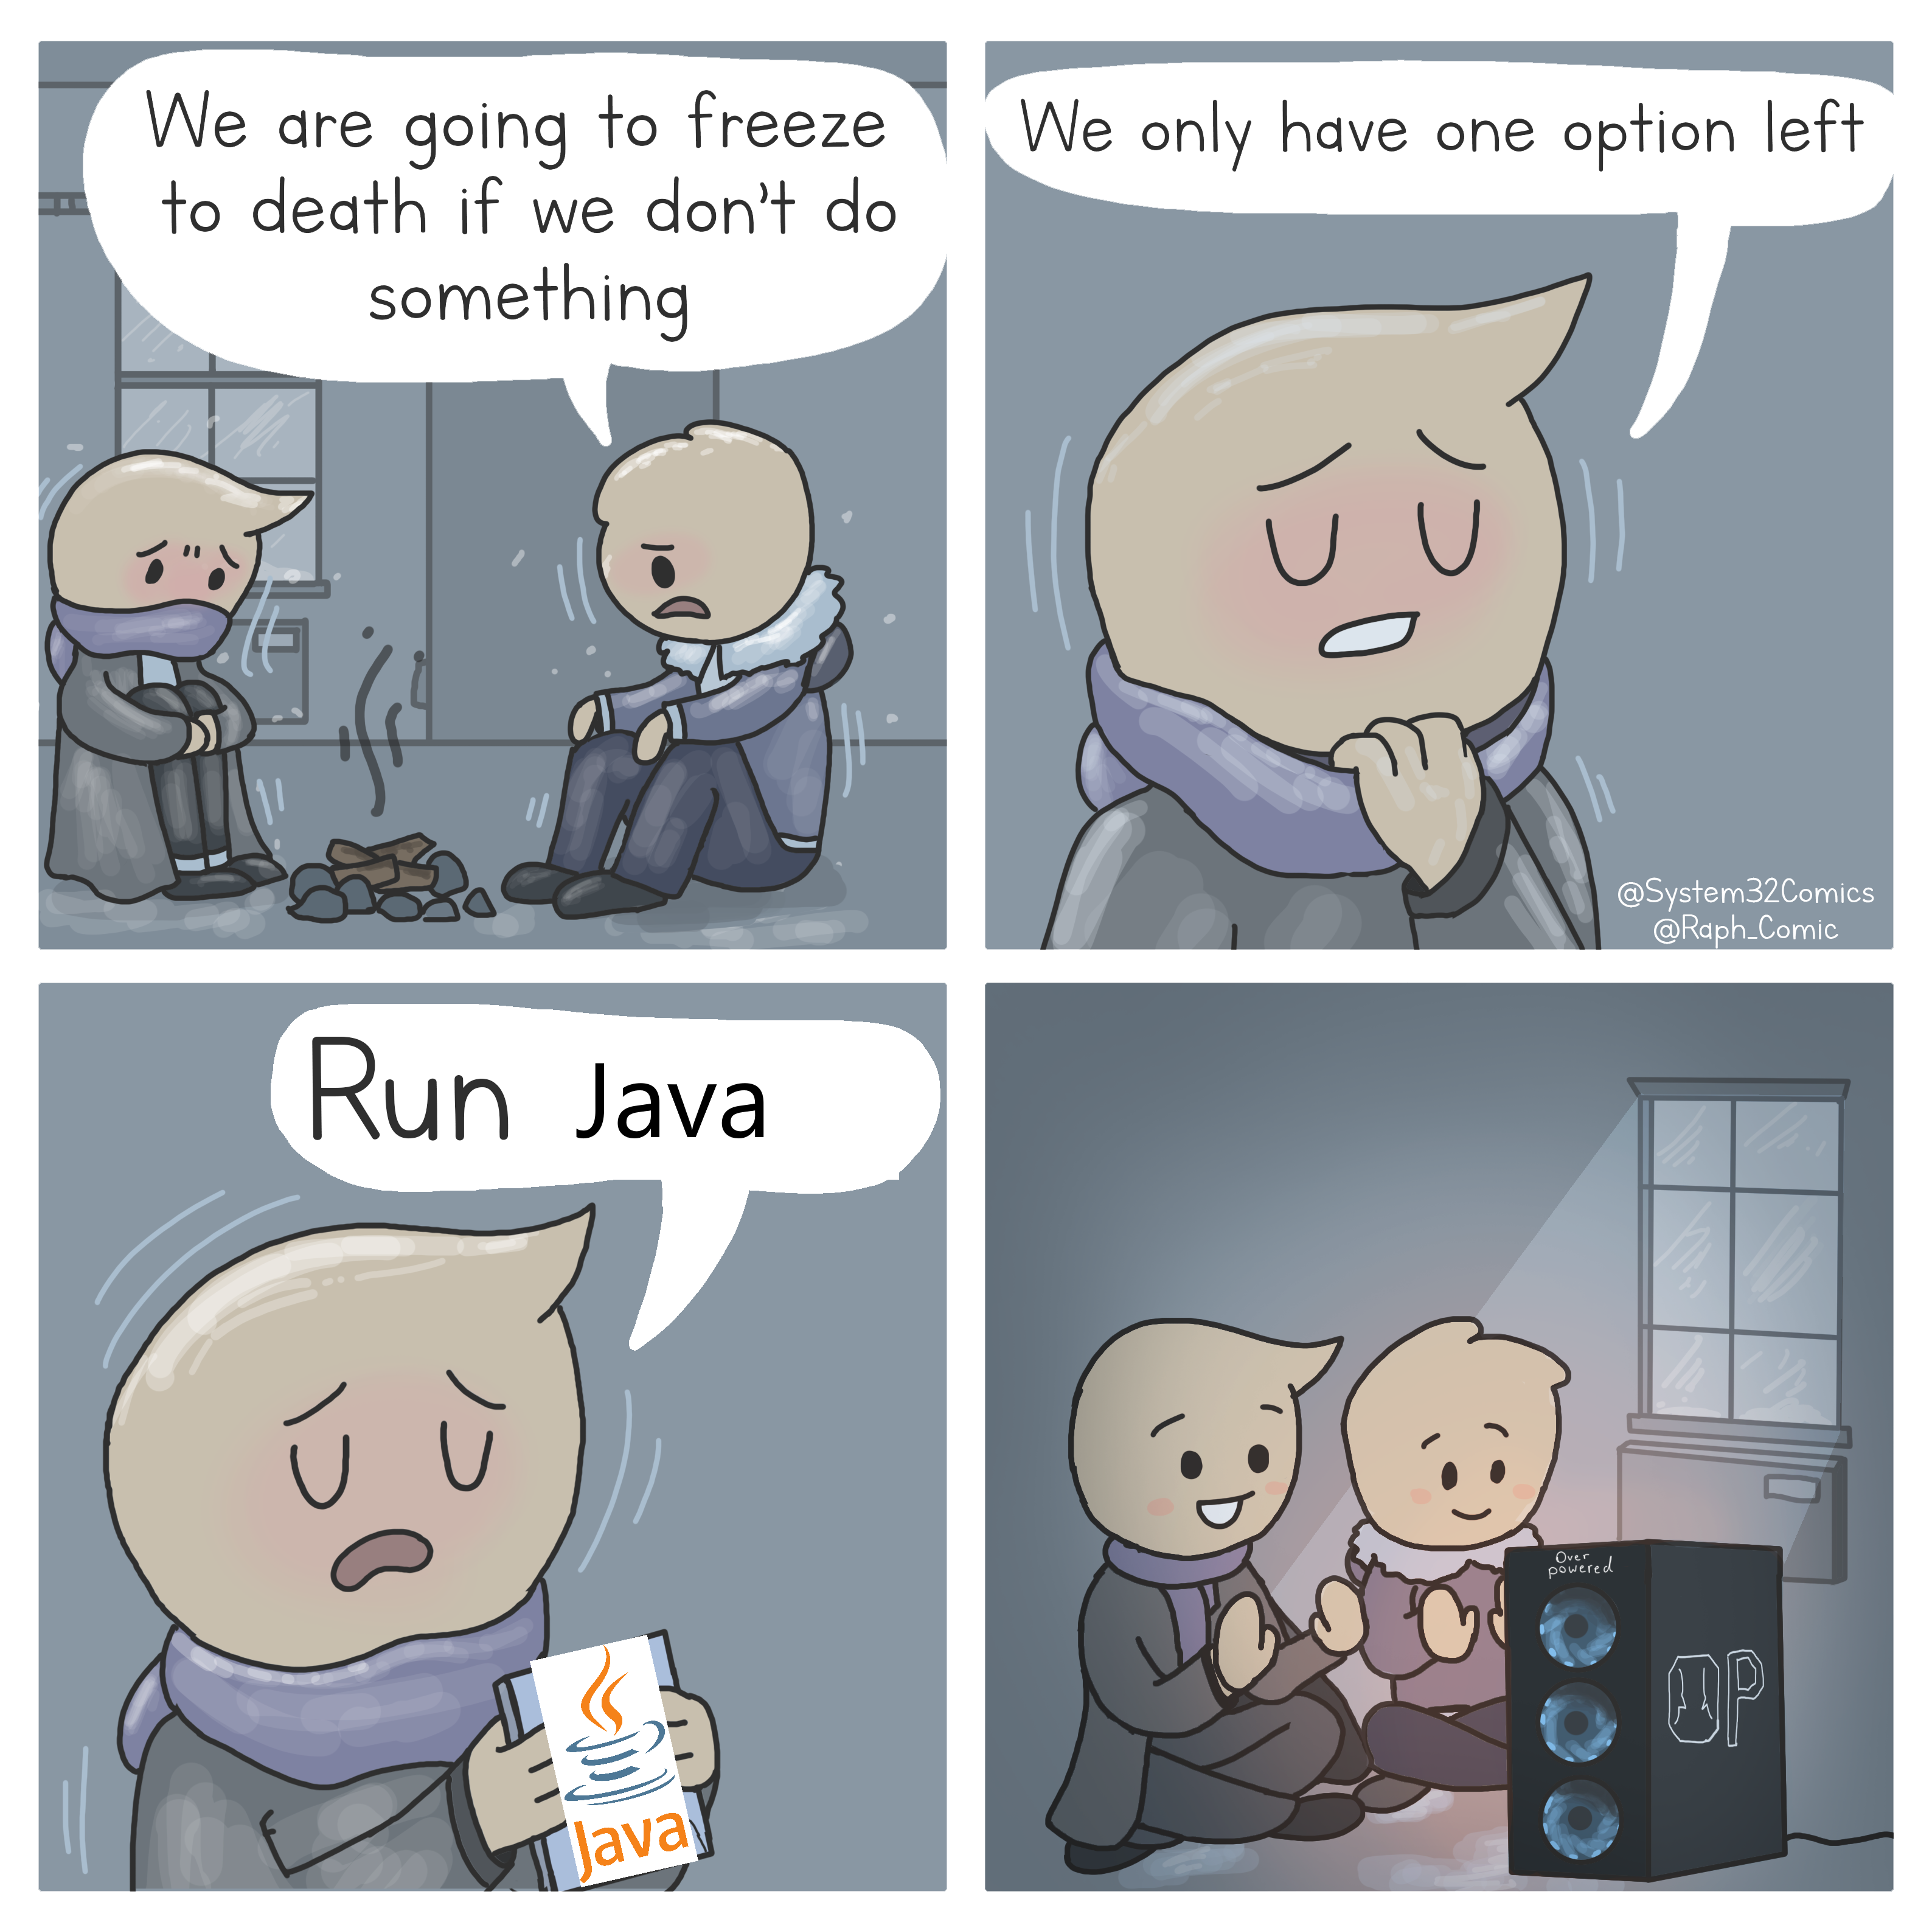 We are going to freeze
to death if we don't do
something
We only have one option left
@System32Comics
@Raph_Comic
Run Java
Java
Over
powered
OP